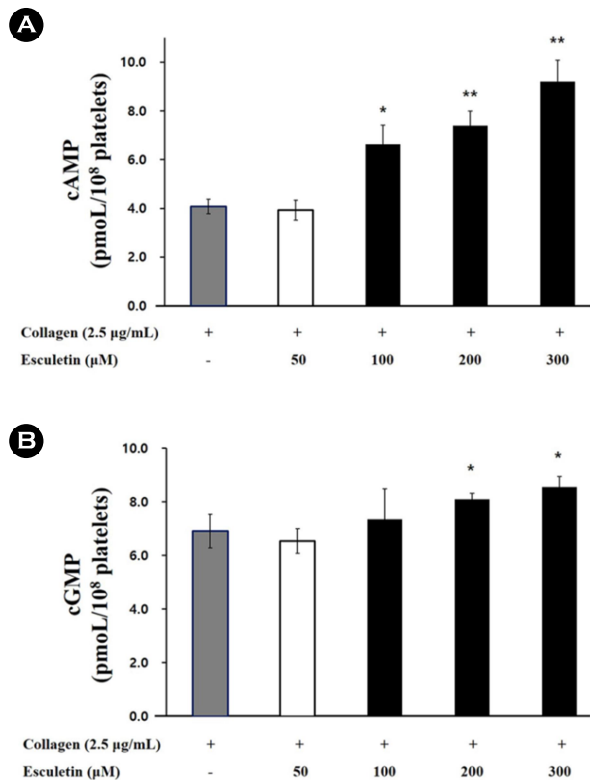 A
cAMP
(pmoL/10⁸ platelets)
10.0
8.0
6.0
4.0
2.0
0.0
*
**
**
Collagen (2.5 µg/mL) + + + + +
Esculetin (µM) - 50 100 200 300
B
cGMP
(pmoL/10⁸ platelets)
10.0
8.0
6.0
4.0
2.0
0.0
*
*
Collagen (2.5 µg/mL) + + + + +
Esculetin (µM) - 50 100 200 300